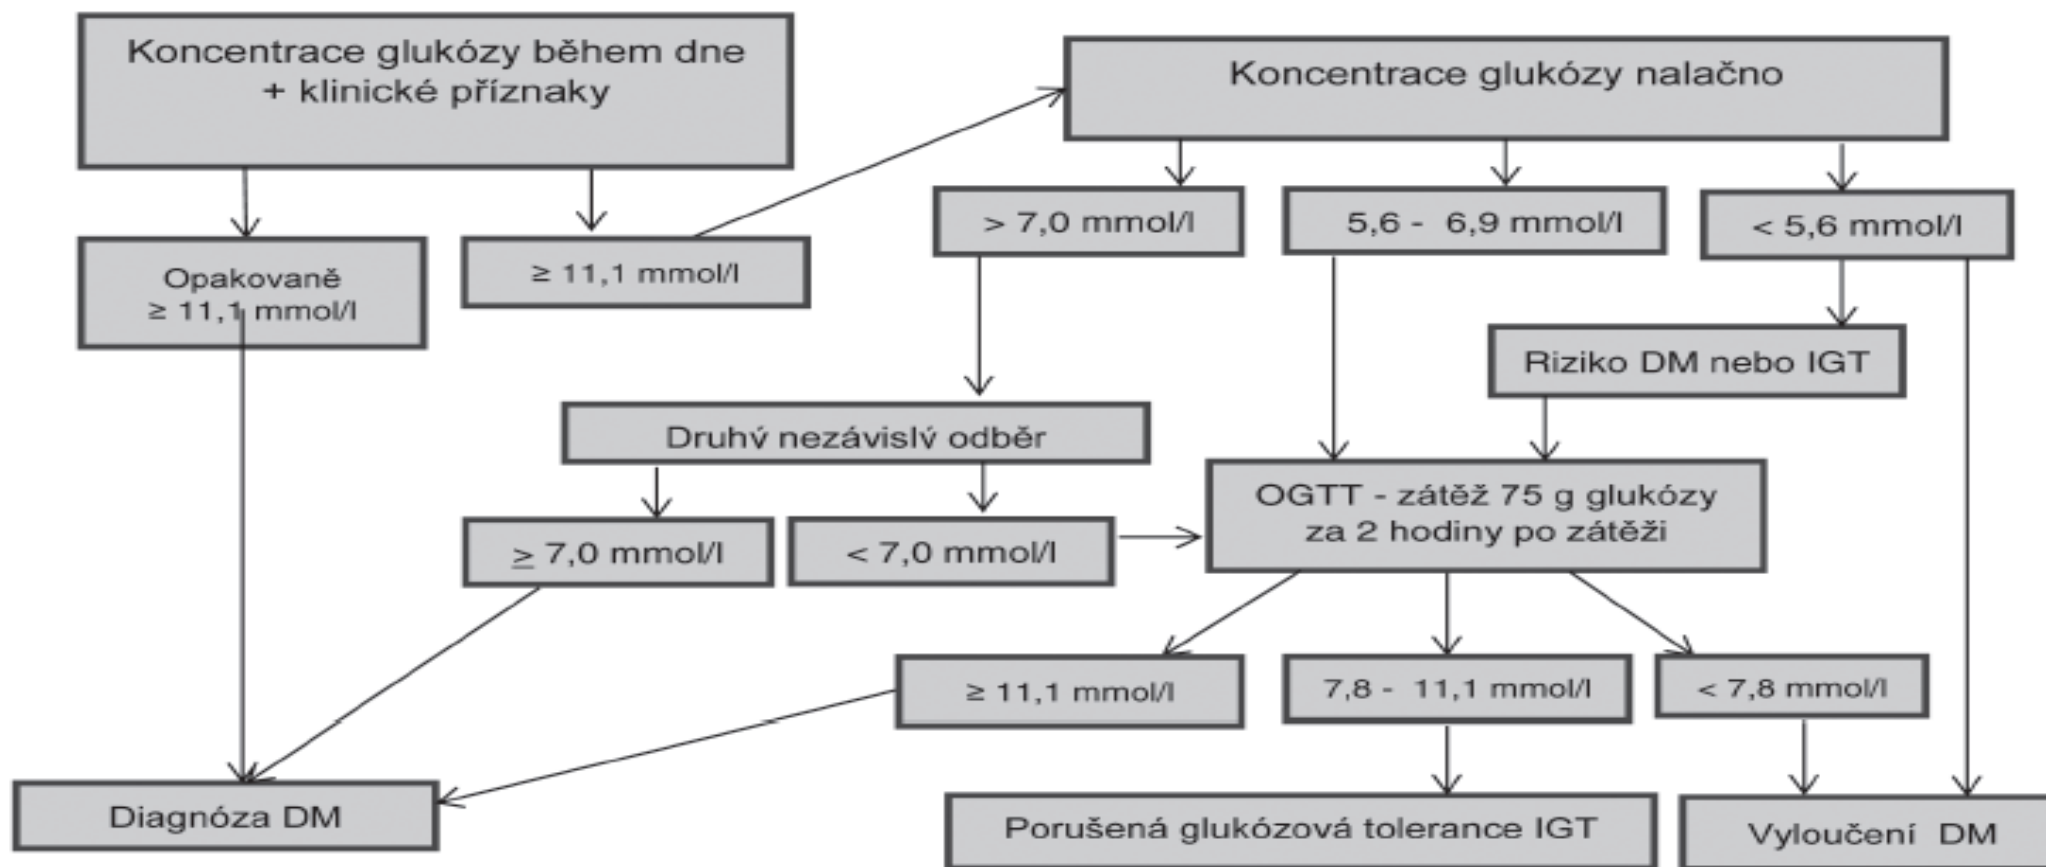 Koncentrace glukózy během dne
+ klinické příznaky
Koncentrace glukózy nalačno
> 7,0 mmol/l
5,6 - 6,9 mmol/l
< 5,6 mmol/l
Opakovaně
≥ 11,1 mmol/l
≥ 11,1 mmol/l
Riziko DM nebo IGT
Druhý nezávislý odběr
OGTT - zátěž 75 g glukózy
za 2 hodiny po zátěži
≥ 7,0 mmol/l
< 7,0 mmol/l
≥ 11,1 mmol/l
7,8 - 11,1 mmol/l
< 7,8 mmol/l
Diagnóza DM
Porušená glukózová tolerance IGT
Vyloučení DM